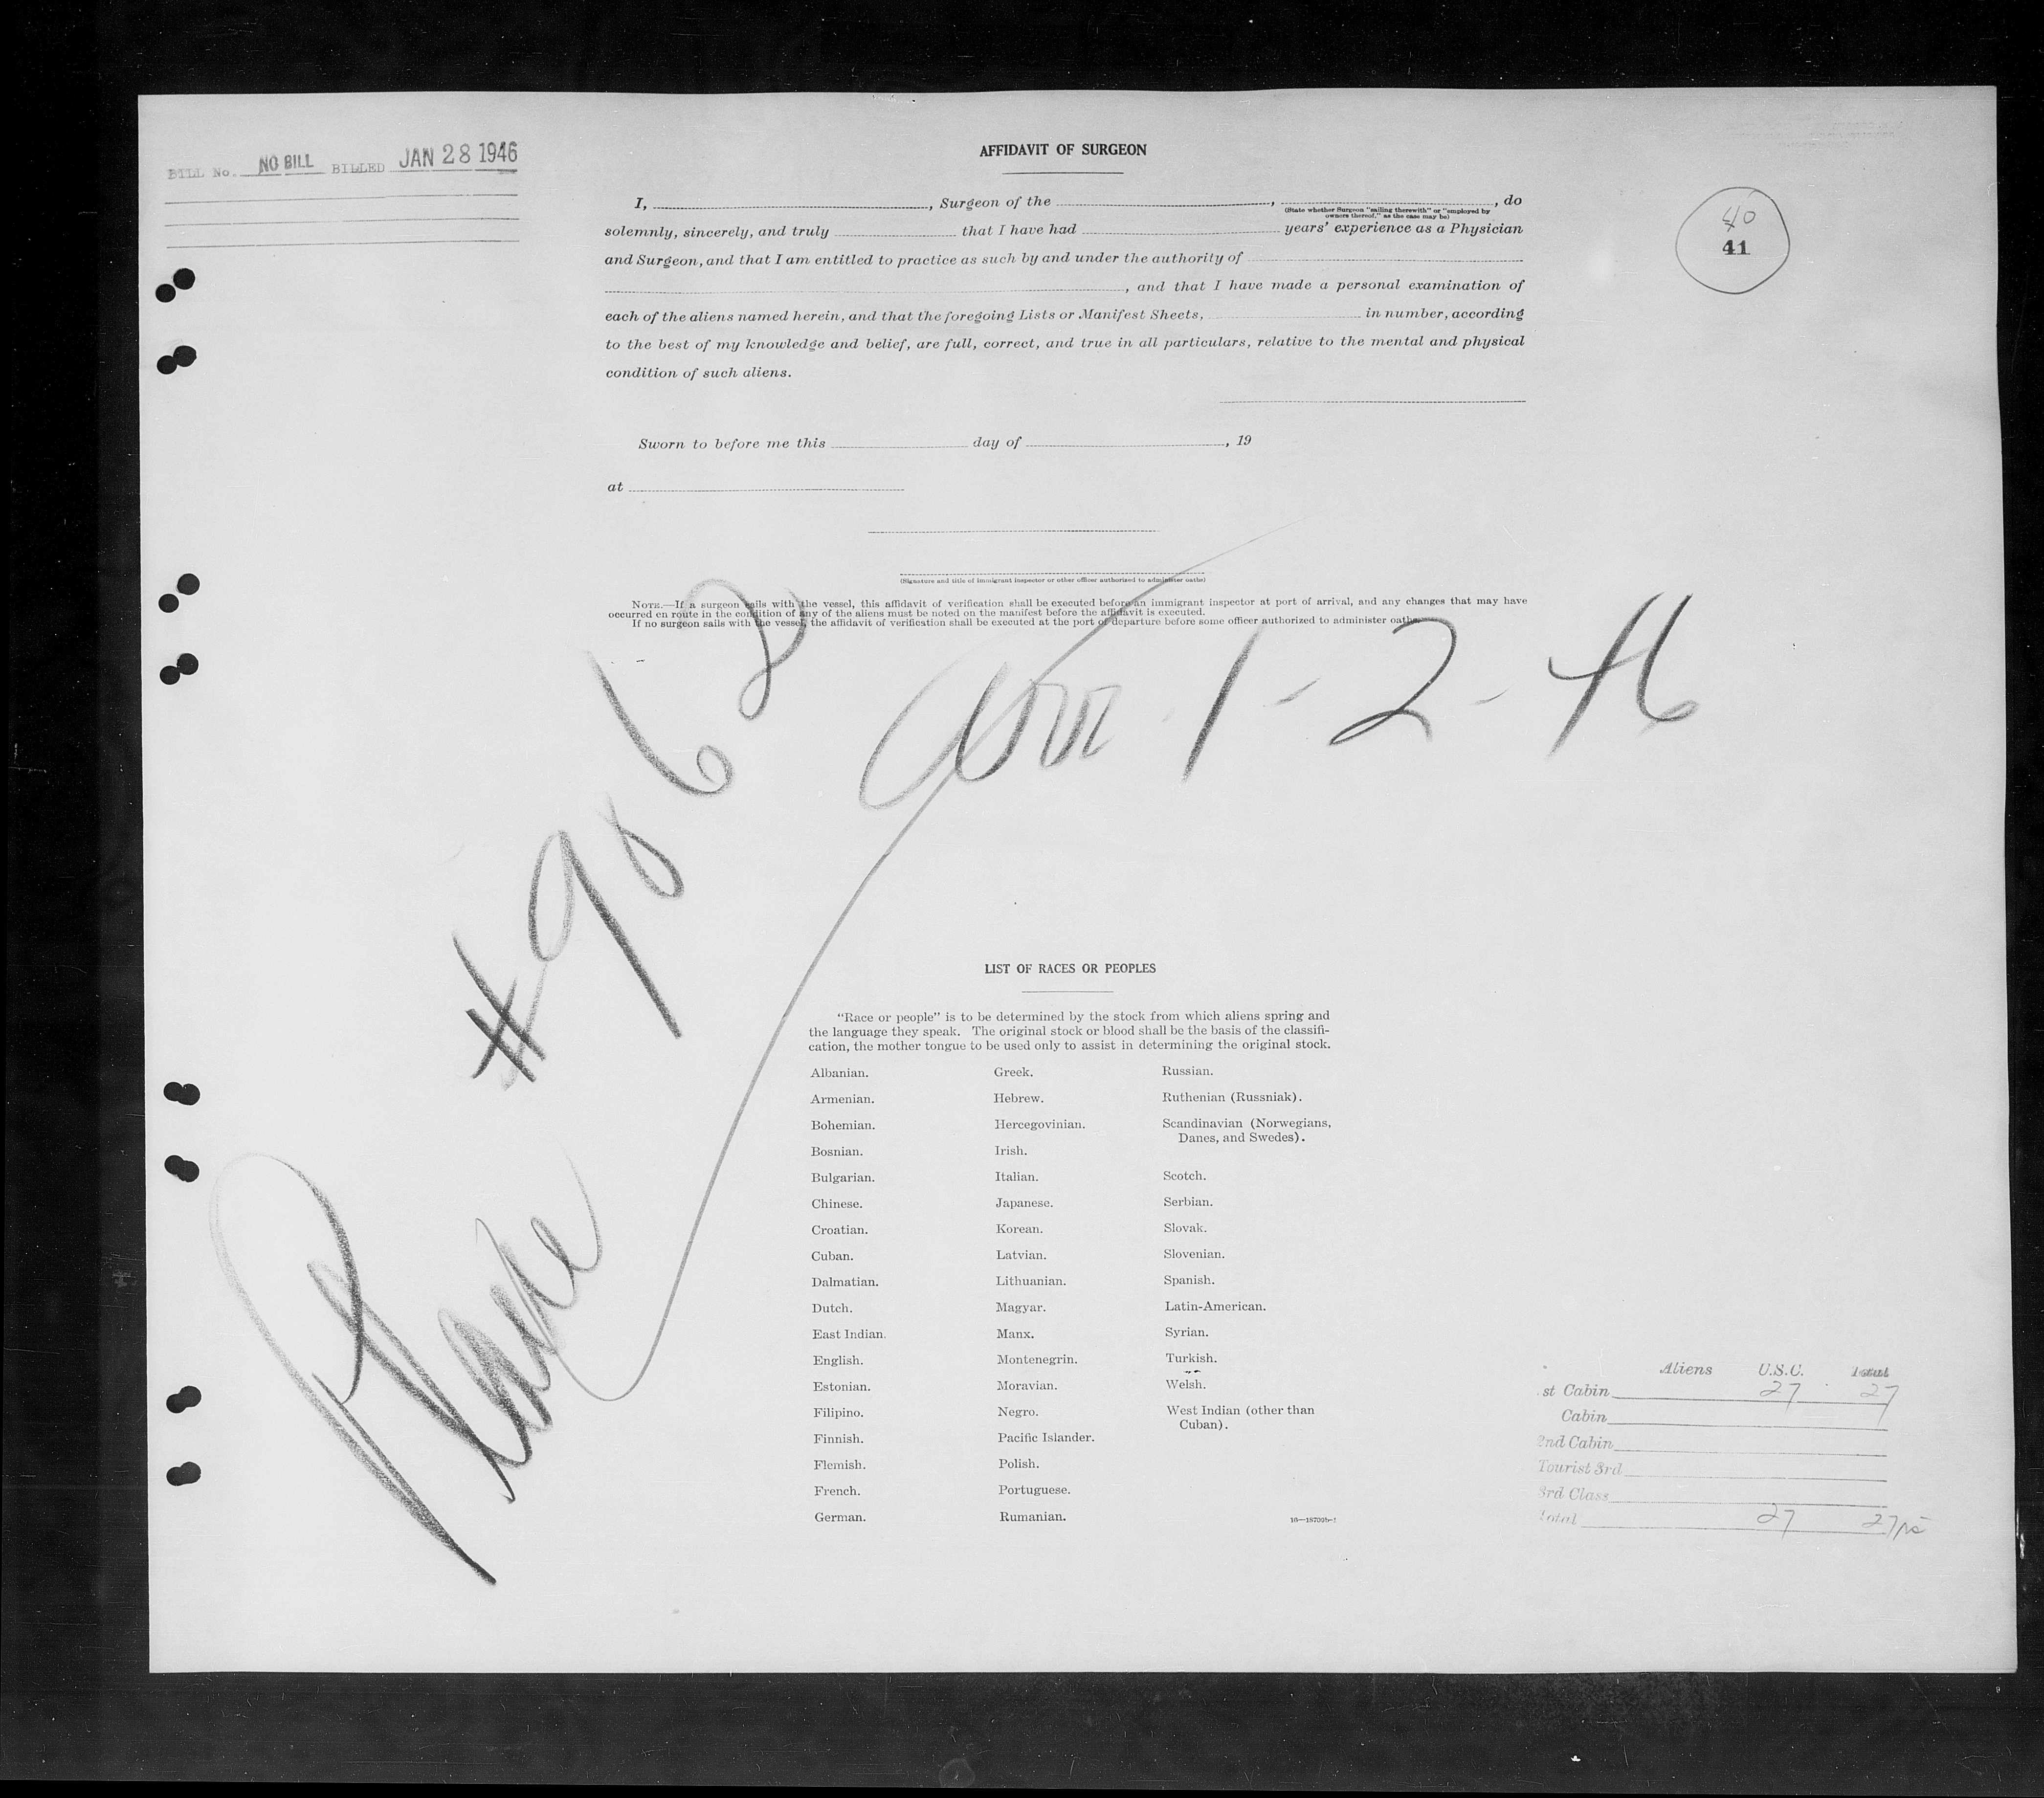 BILL No. NO BILL BILLED JAN 28 1946
AFFIDAVIT OF SURGEON
40
41
I, , Surgeon of the , , do
(State whether Surgeon "sailing therewith" or "employed by
owners thereof," as the case may be)
solemnly, sincerely, and truly that I have had years' experience as a Physician
and Surgeon, and that I am entitled to practice as such by and under the authority of
, and that I have made a personal examination of
each of the aliens named herein, and that the foregoing Lists or Manifest Sheets, in number, according
to the best of my knowledge and belief, are full, correct, and true in all particulars, relative to the mental and physical
condition of such aliens.
Sworn to before me this day of , 19
at
(Signature and title of immigrant inspector or other officer authorized to administer oaths)
NOTE.—If a surgeon sails with the vessel, this affidavit of verification shall be executed before an immigrant inspector at port of arrival, and any changes that may have
occurred en route in the condition of any of the aliens must be noted on the manifest before the affidavit is executed.
If no surgeon sails with the vessel, the affidavit of verification shall be executed at the port of departure before some officer authorized to administer oaths.
Plane #9862
arr 1-2-46
LIST OF RACES OR PEOPLES
"Race or people" is to be determined by the stock from which aliens spring and
the language they speak. The original stock or blood shall be the basis of the classifi-
cation, the mother tongue to be used only to assist in determining the original stock.
Albanian.
Armenian.
Bohemian.
Bosnian.
Bulgarian.
Chinese.
Croatian.
Cuban.
Dalmatian.
Dutch.
East Indian.
English.
Estonian.
Filipino.
Finnish.
Flemish.
French.
German.
Greek.
Hebrew.
Hercegovinian.
Irish.
Italian.
Japanese.
Korean.
Latvian.
Lithuanian.
Magyar.
Manx.
Montenegrin.
Moravian.
Negro.
Pacific Islander.
Polish.
Portuguese.
Rumanian.
Russian.
Ruthenian (Russniak).
Scandinavian (Norwegians,
Danes, and Swedes).
Scotch.
Serbian.
Slovak.
Slovenian.
Spanish.
Latin-American.
Syrian.
Turkish.
Welsh.
West Indian (other than
Cuban).
Aliens U.S.C. Total
st Cabin 27 27
Cabin
2nd Cabin
Tourist 3rd
3rd Class
Total 27 27